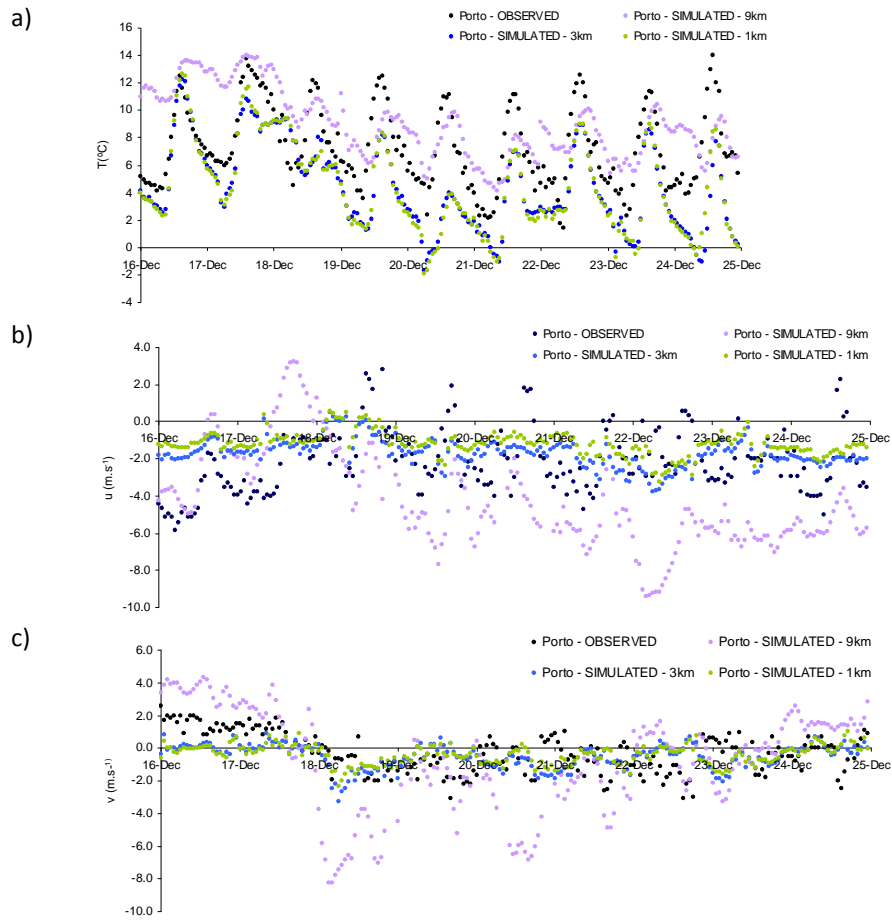 a)
Porto - OBSERVED
Porto - SIMULATED - 9km
Porto - SIMULATED - 3km
Porto - SIMULATED - 1km
T(ºC)
16
14
12
10
8
6
4
2
0
-2
-4
16-Dec 17-Dec 18-Dec 19-Dec 20-Dec 21-Dec 22-Dec 23-Dec 24-Dec 25-Dec
b)
Porto - OBSERVED
Porto - SIMULATED - 9km
Porto - SIMULATED - 3km
Porto - SIMULATED - 1km
u (m.s⁻¹)
4.0
2.0
0.0
-2.0
-4.0
-6.0
-8.0
-10.0
16-Dec 17-Dec 18-Dec 19-Dec 20-Dec 21-Dec 22-Dec 23-Dec 24-Dec 25-Dec
c)
Porto - OBSERVED
Porto - SIMULATED - 9km
Porto - SIMULATED - 3km
Porto - SIMULATED - 1km
v (m.s⁻¹)
6.0
4.0
2.0
0.0
-2.0
-4.0
-6.0
-8.0
-10.0
16-Dec 17-Dec 18-Dec 19-Dec 20-Dec 21-Dec 22-Dec 23-Dec 24-Dec 25-Dec